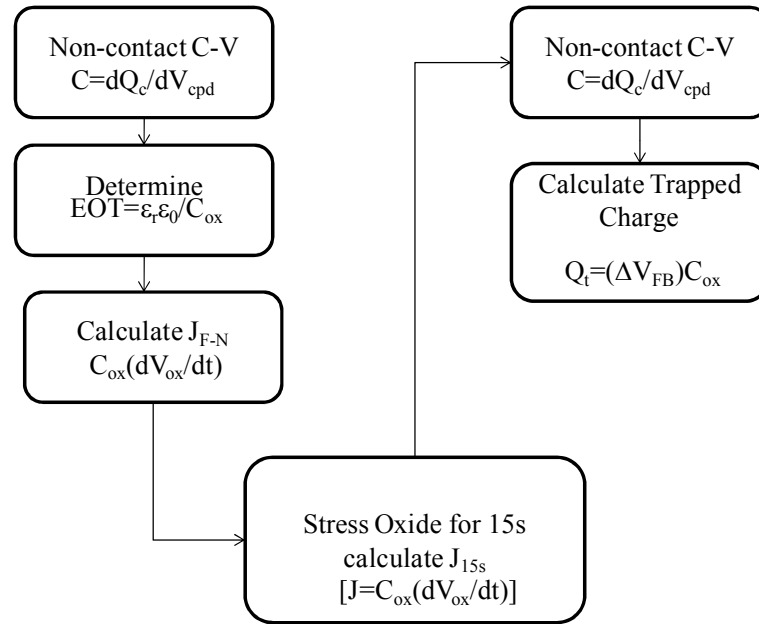 Non-contact C-V
C=dQc/dVcpd
Determine
EOT=εrε0/Cox
Calculate JF-N
Cox(dVox/dt)
Stress Oxide for 15s
calculate J15s
[J=Cox(dVox/dt)]
Non-contact C-V
C=dQc/dVcpd
Calculate Trapped
Charge
Qt=(ΔVFB)Cox